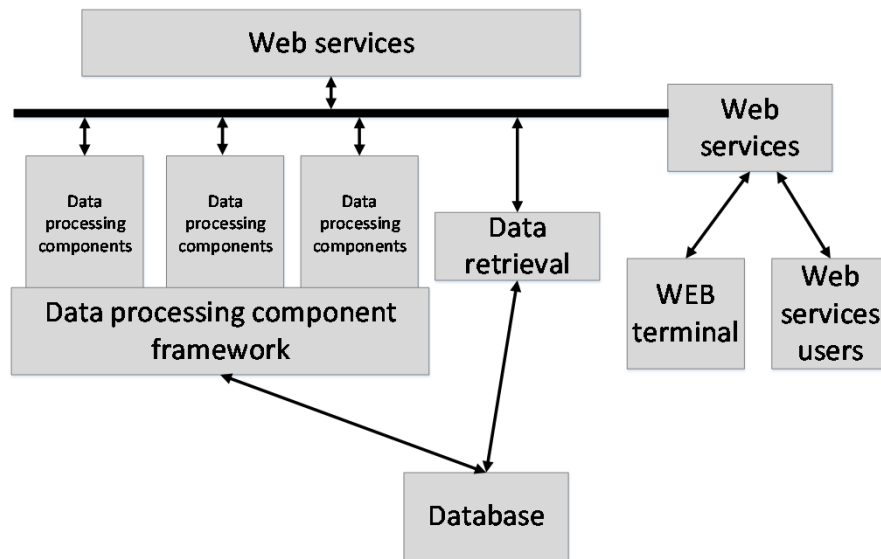 Web services
Web
services
Data
processing
components
Data
processing
components
Data
processing
components
Data
retrieval
Data processing component
framework
WEB
terminal
Web
services
users
Database